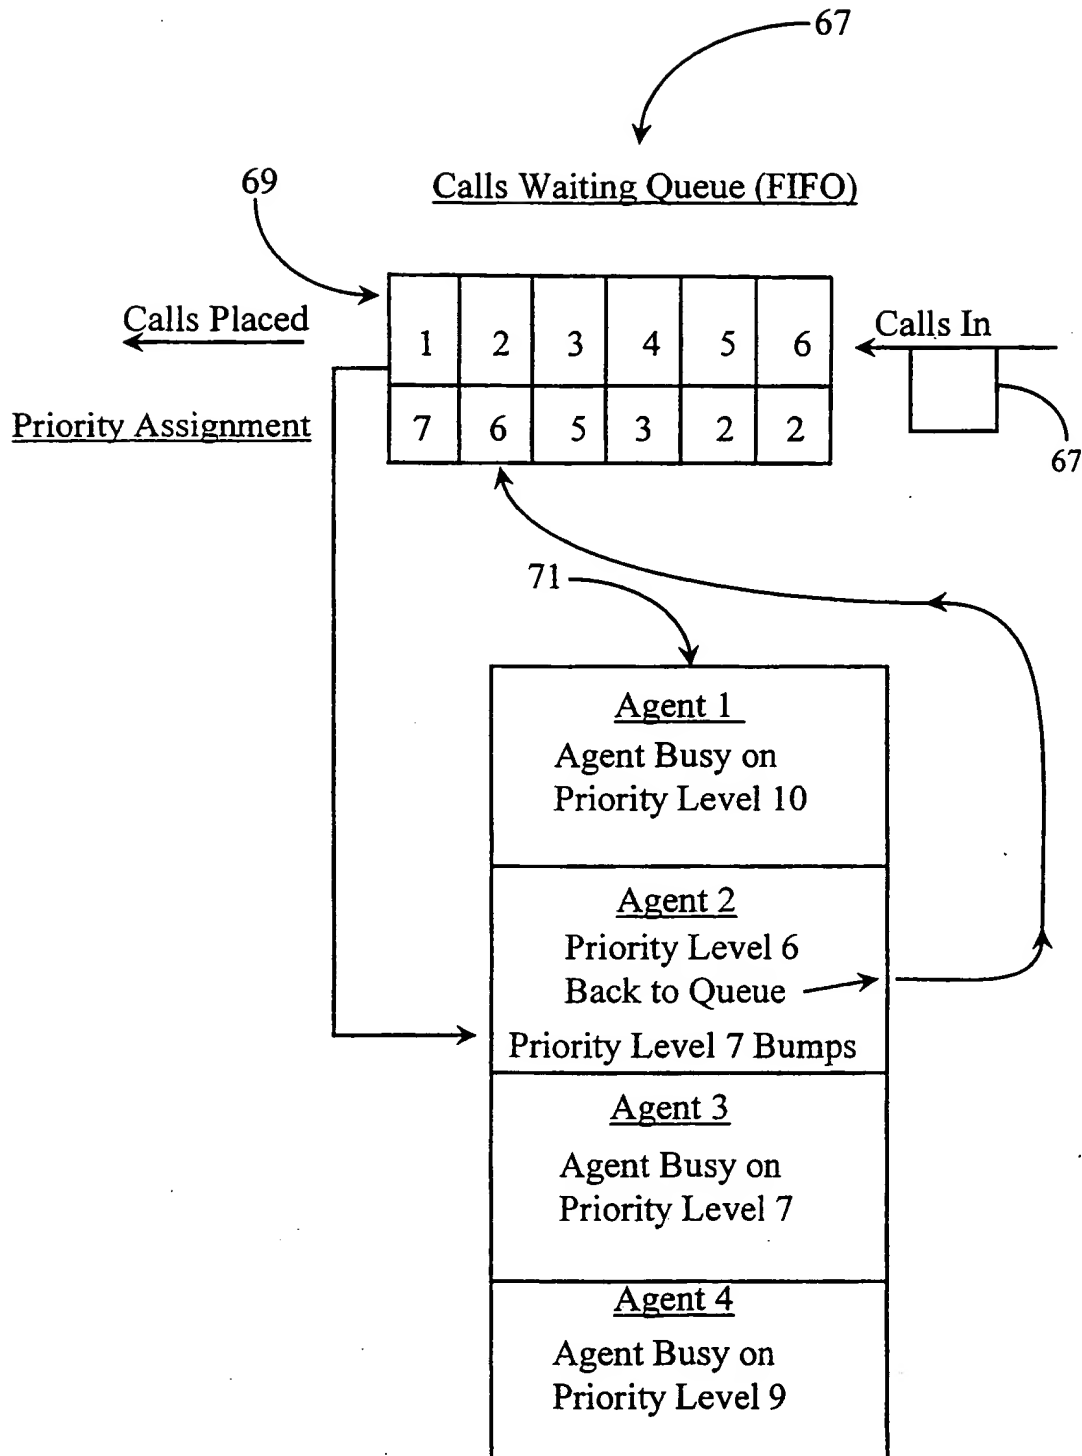 67
69
Calls Waiting Queue (FIFO)
Calls Placed
Calls In
1 2 3 4 5 6
Priority Assignment
7 6 5 3 2 2
67
71
Agent 1
Agent Busy on
Priority Level 10
Agent 2
Priority Level 6
Back to Queue
Priority Level 7 Bumps
Agent 3
Agent Busy on
Priority Level 7
Agent 4
Agent Busy on
Priority Level 9